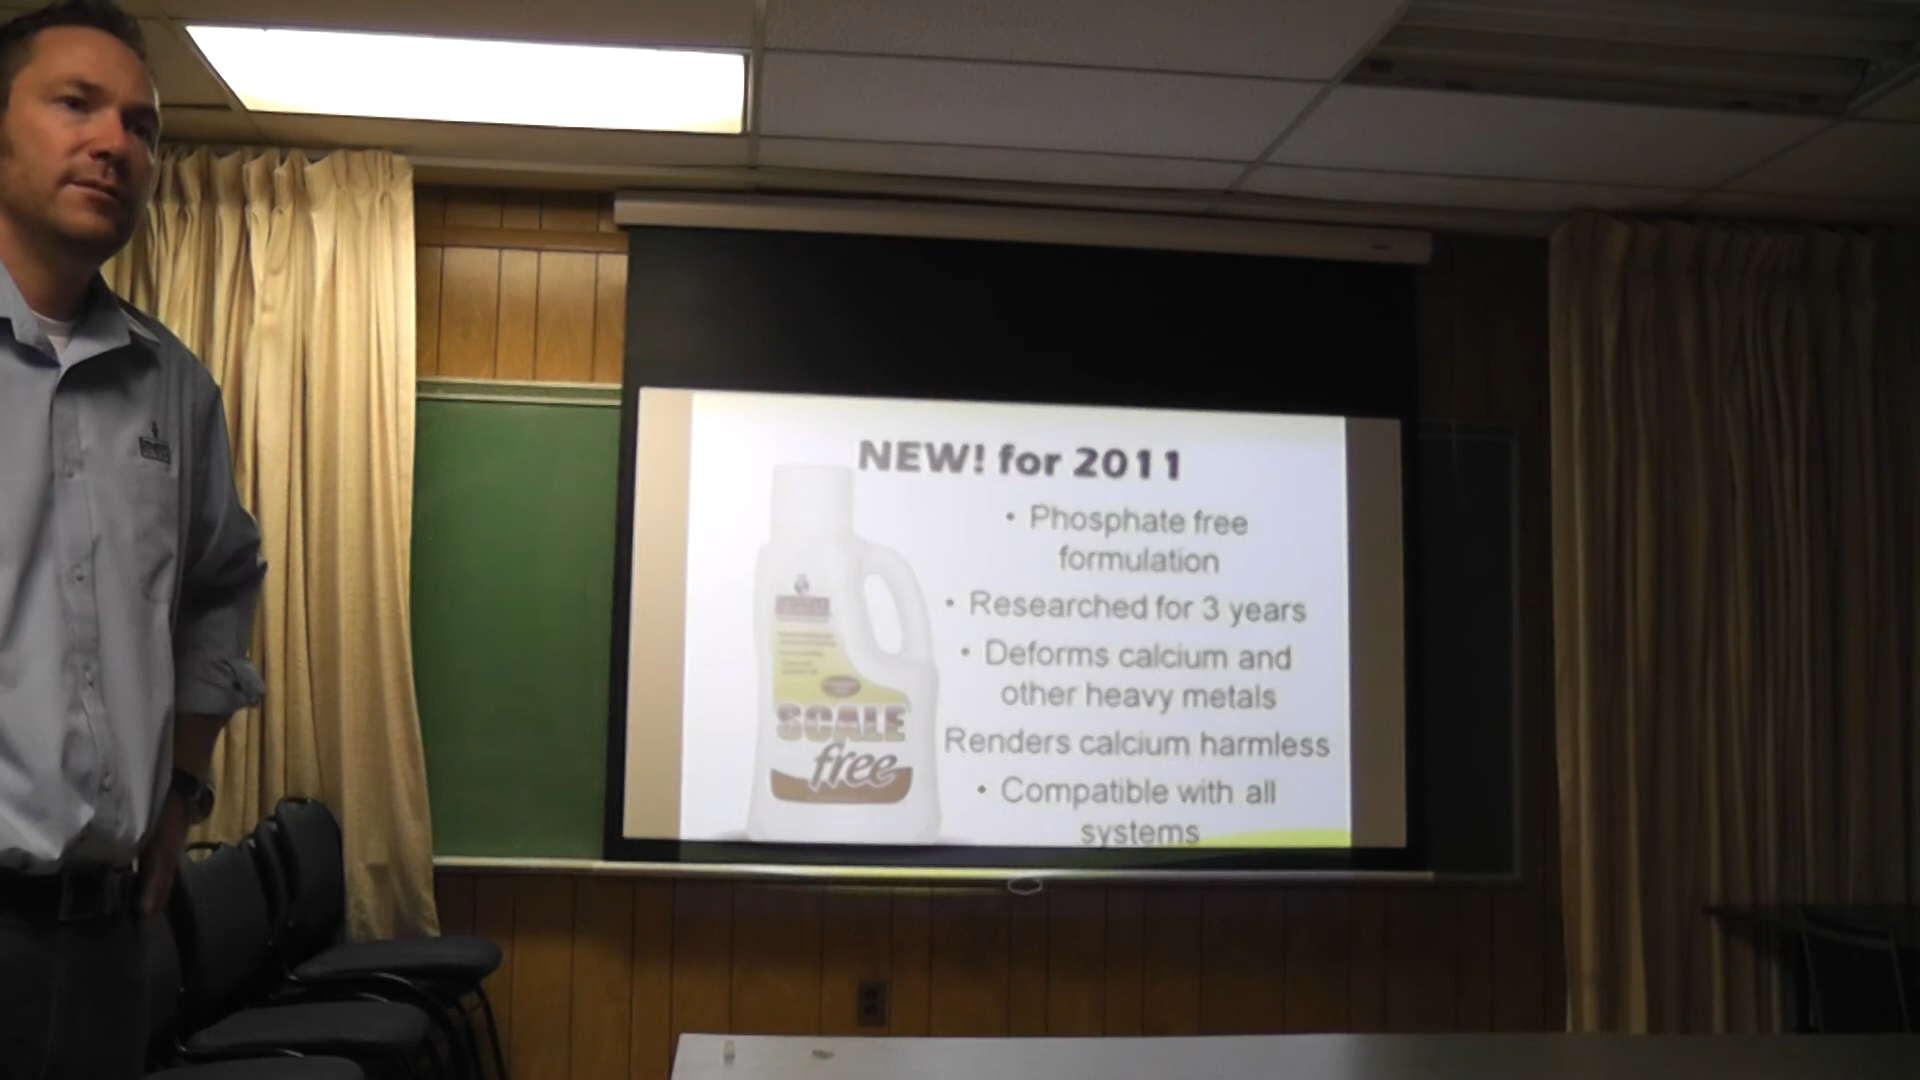 NEW! for 2011
• Phosphate free
formulation
• Researched for 3 years
• Deforms calcium and
other heavy metals
Renders calcium harmless
• Compatible with all
systems
SCALE
free